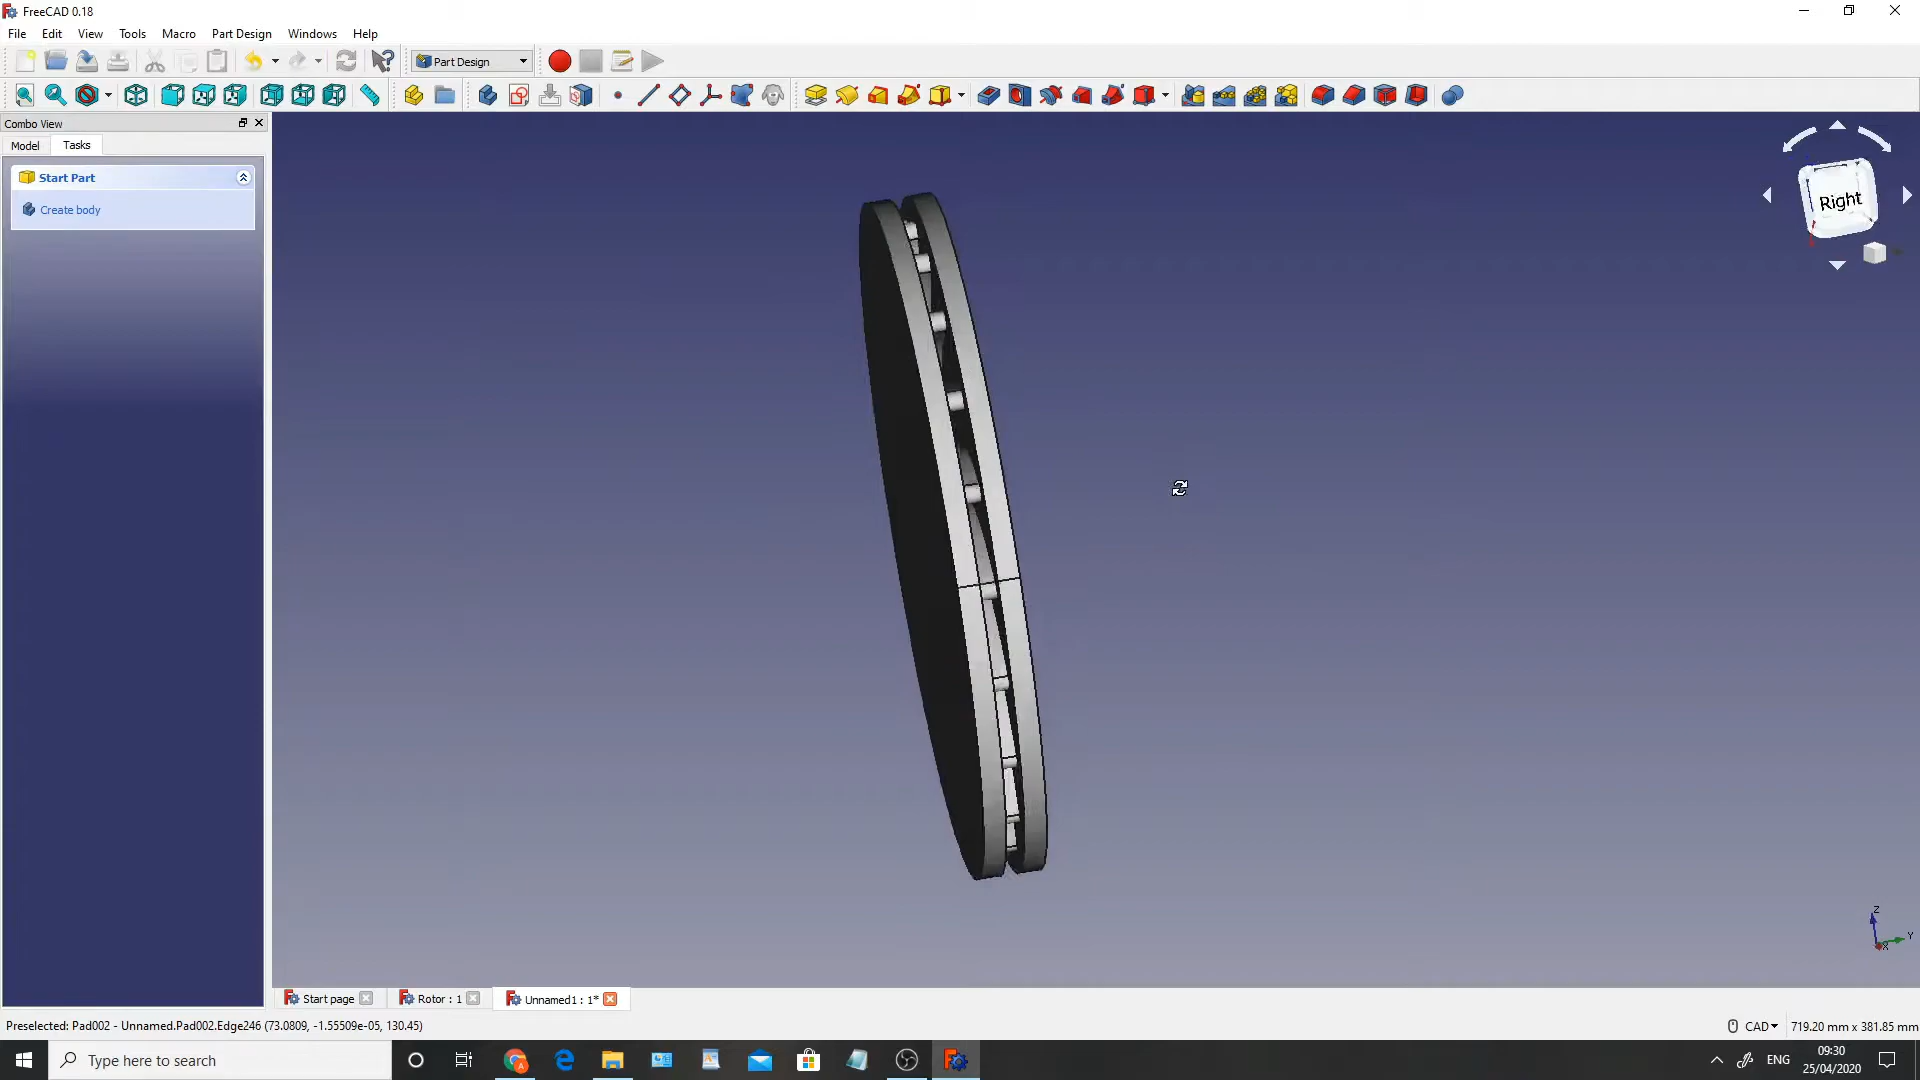 FreeCAD 0.18
File Edit View Tools Macro Part Design Windows Help
Part Design
Combo View
Model Tasks
Start Part
Create body
Right
Z
Y
X
Start page Rotor : 1 Unnamed1 : 1*
Preselected: Pad002 - Unnamed.Pad002.Edge246 (73.0809, -1.55509e-05, 130.45)
CAD 719.20 mm x 381.85 mm
Type here to search
ENG
09:30
25/04/2020